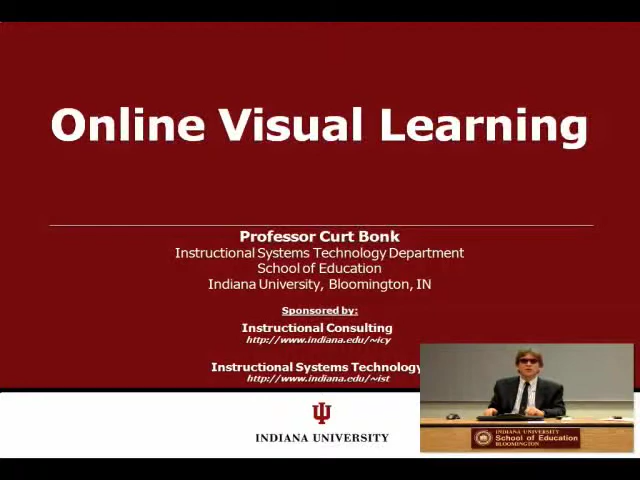 Online Visual Learning
Professor Curt Bonk
Instructional Systems Technology Department
School of Education
Indiana University, Bloomington, IN
Sponsored by:
Instructional Consulting
http://www.indiana.edu/~icy
Instructional Systems Technology
http://www.indiana.edu/~ist
INDIANA UNIVERSITY
INDIANA UNIVERSITY
School of Education
BLOOMINGTON